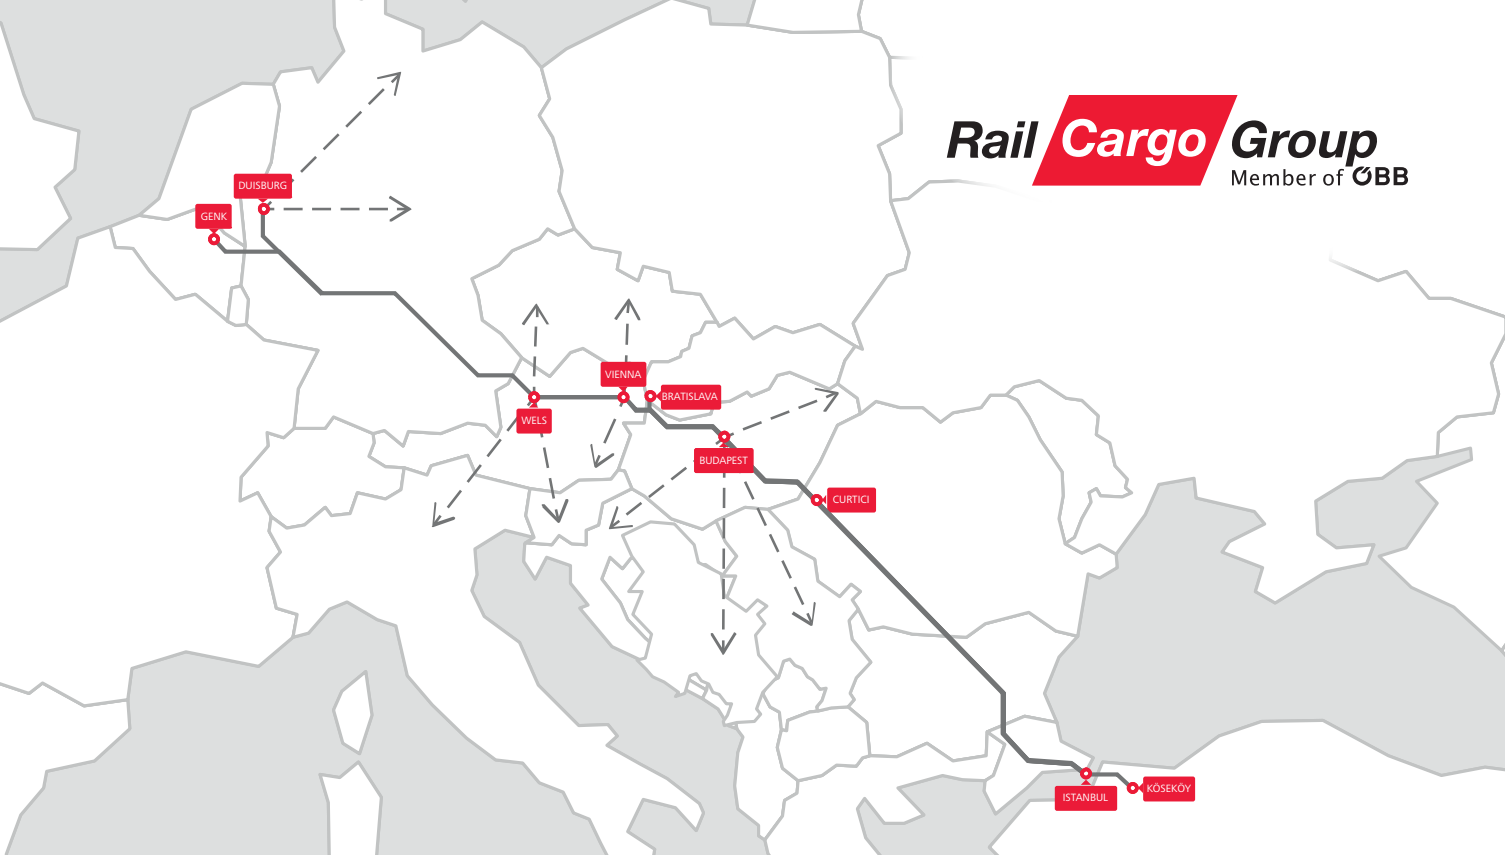 Rail Cargo Group
Member of ÖBB
DUISBURG
GENK
VIENNA
BRATISLAVA
WELS
BUDAPEST
CURTICI
ISTANBUL
KÖSEKÖY